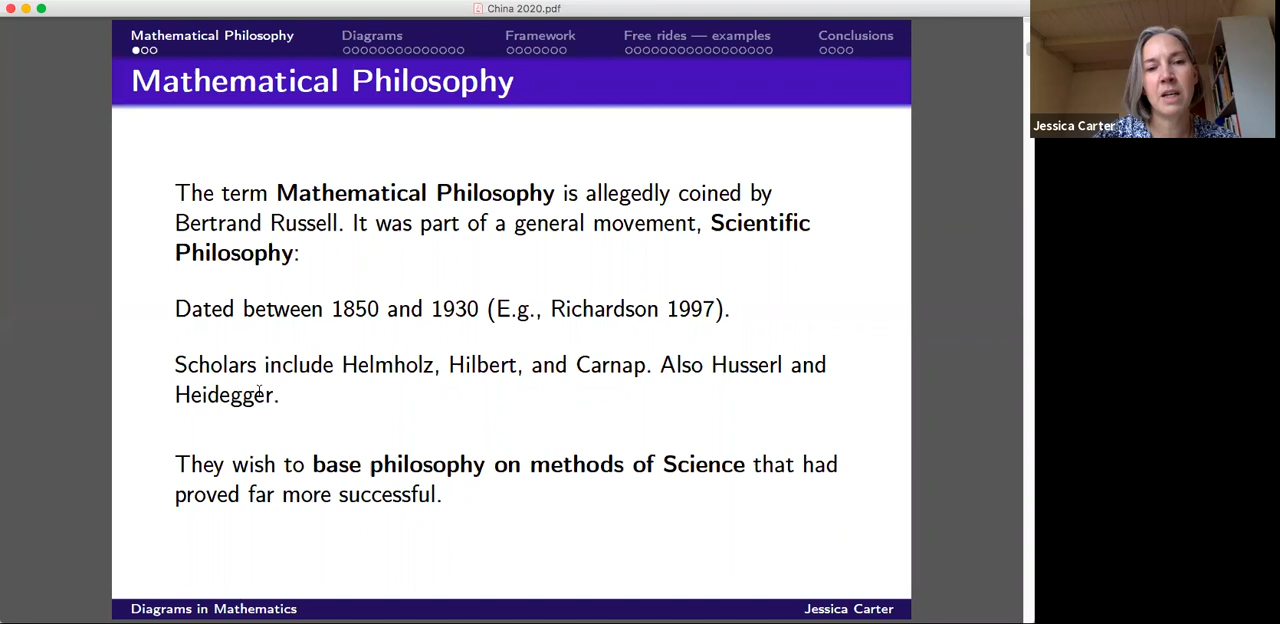 China 2020.pdf
Mathematical Philosophy Diagrams Framework Free rides — examples Conclusions
Mathematical Philosophy
The term Mathematical Philosophy is allegedly coined by
Bertrand Russell. It was part of a general movement, Scientific
Philosophy:
Dated between 1850 and 1930 (E.g., Richardson 1997).
Scholars include Helmholz, Hilbert, and Carnap. Also Husserl and
Heidegger.
They wish to base philosophy on methods of Science that had
proved far more successful.
Diagrams in Mathematics Jessica Carter
Jessica Carter